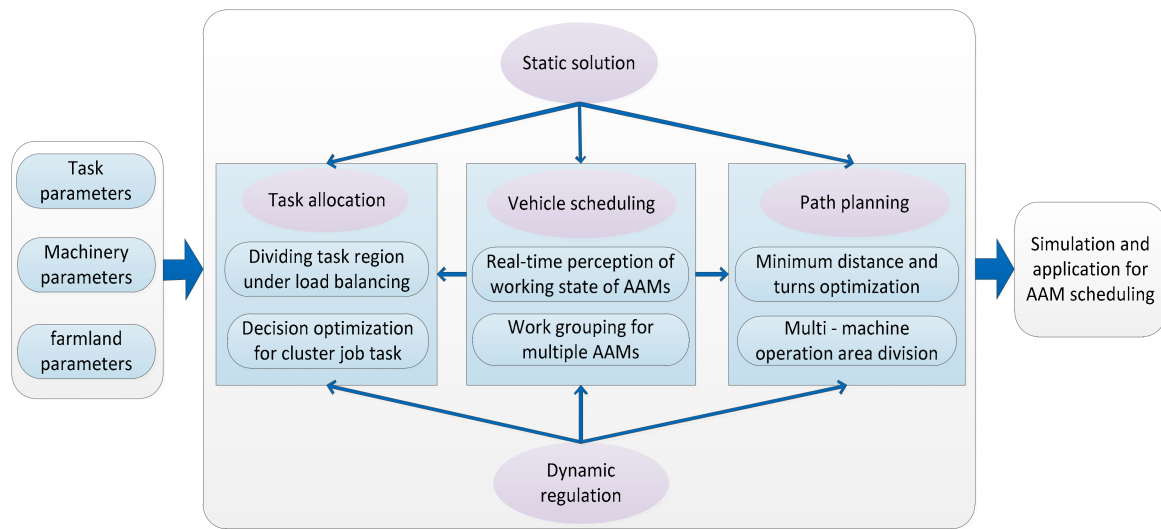 Task
parameters
Machinery
parameters
farmland
parameters
Static solution
Task allocation
Dividing task region
under load balancing
Decision optimization
for cluster job task
Vehicle scheduling
Real-time perception of
working state of AAMs
Work grouping for
multiple AAMs
Path planning
Minimum distance and
turns optimization
Multi - machine
operation area division
Dynamic
regulation
Simulation and
application for
AAM scheduling